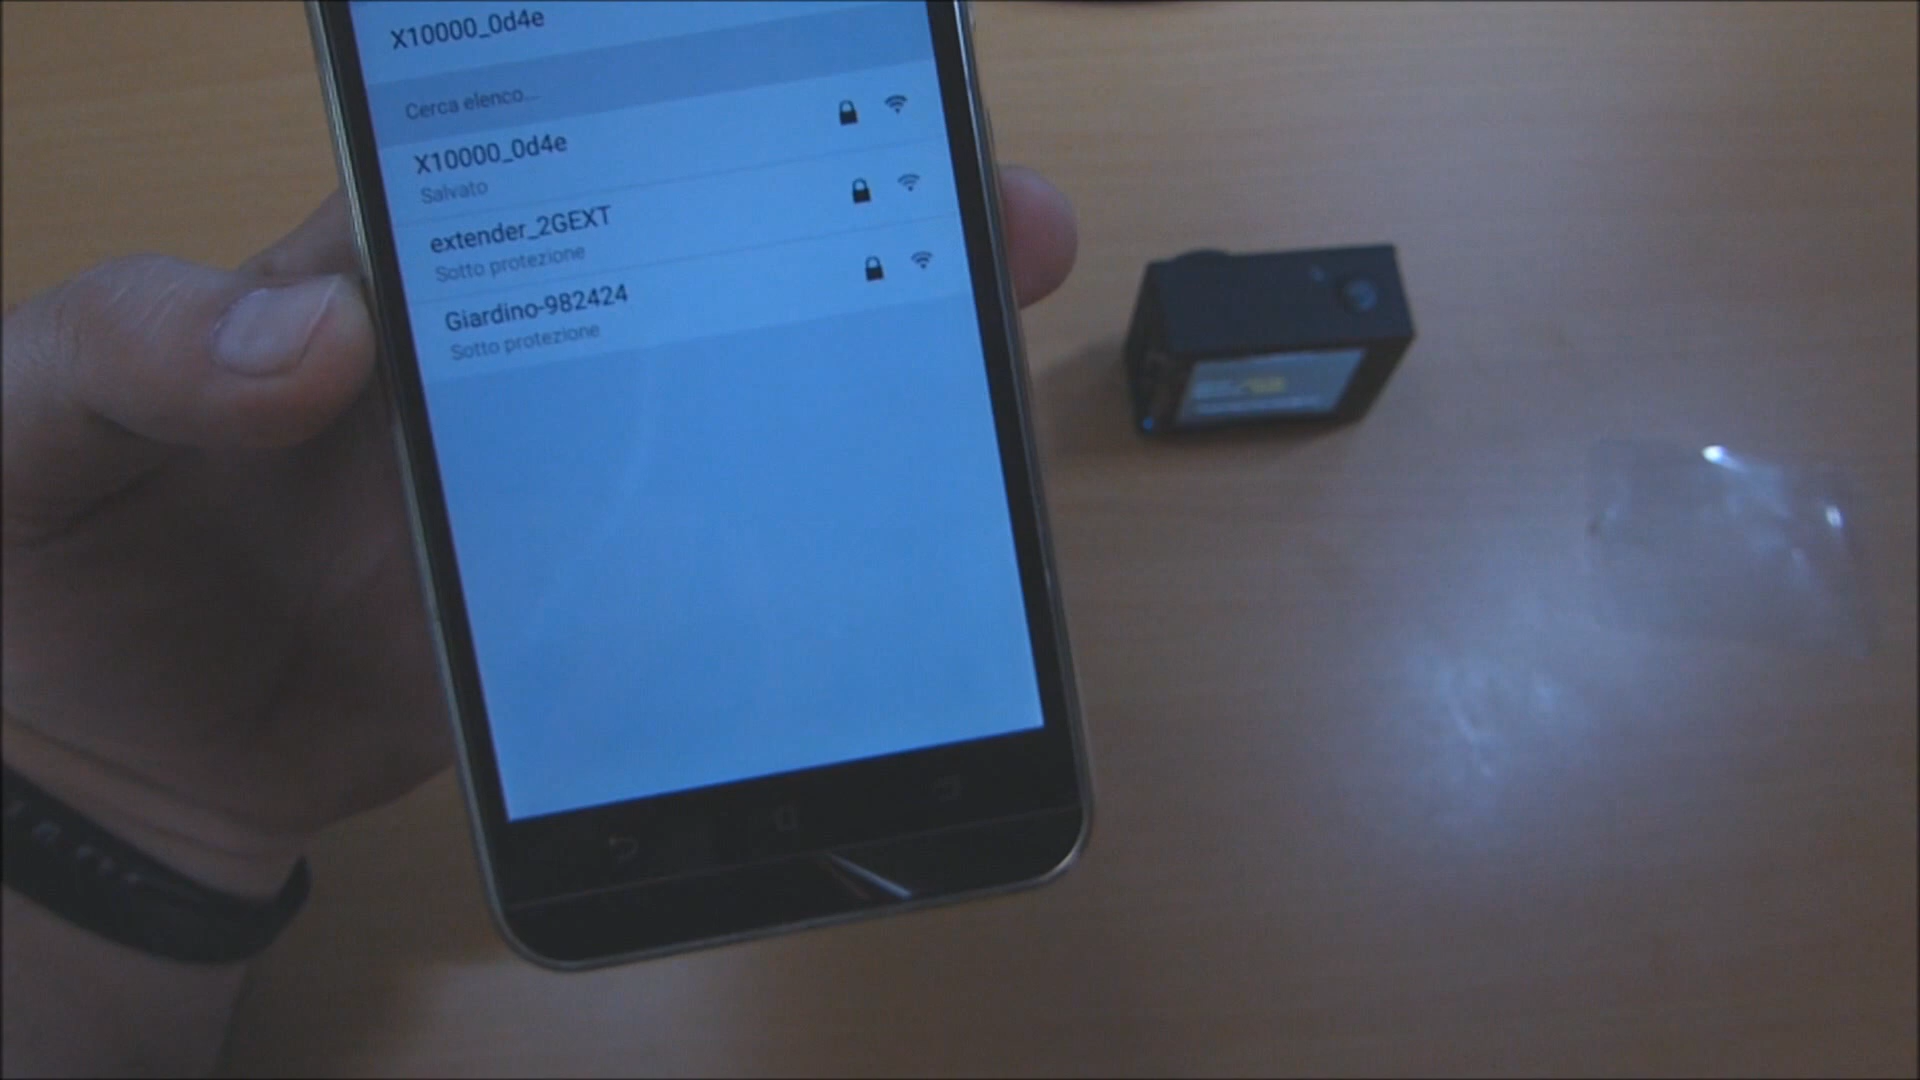 X10000_0d4e
Cerca elenco...
X10000_0d4e
Salvato
extender_2GEXT
Sotto protezione
Giardino-982424
Sotto protezione